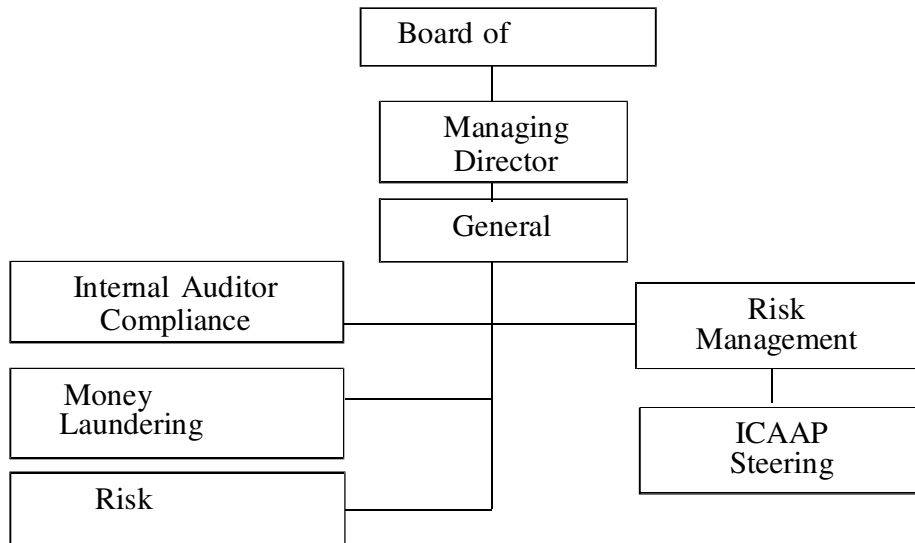 Board of
Managing
Director
General
Internal Auditor
Compliance
Risk
Management
Money
Laundering
ICAAP
Steering
Risk